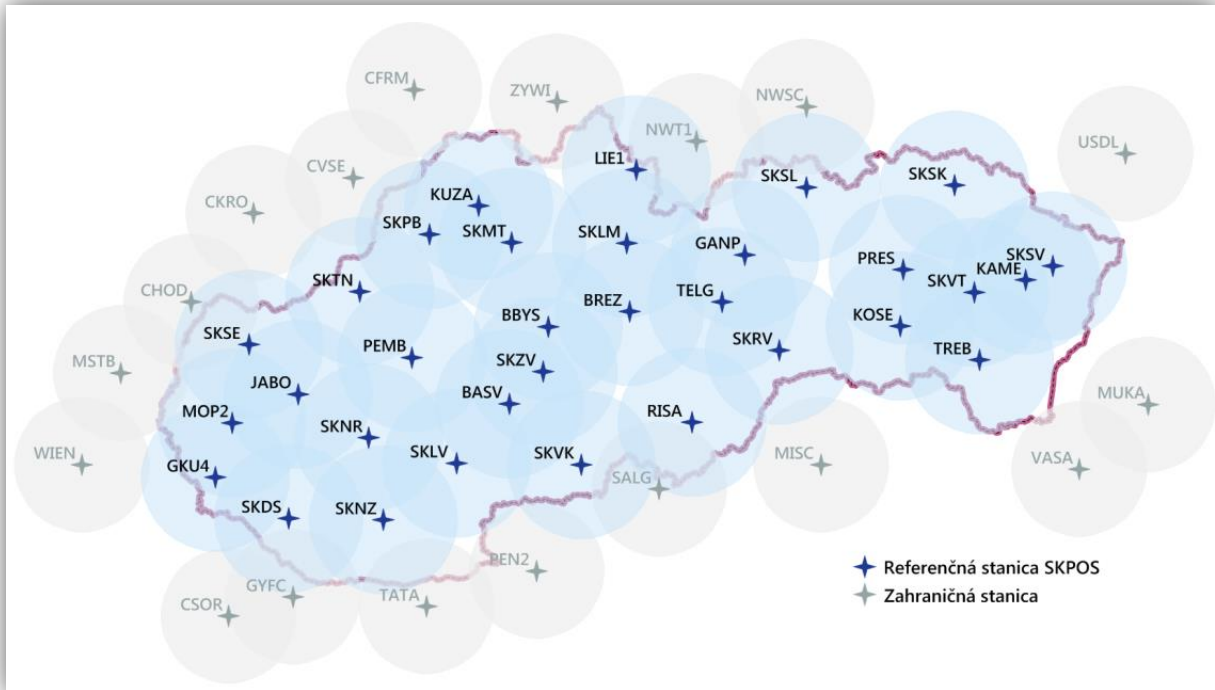 CFRM
ZYWI
NWSC
NWT1
USDL
CVSE
LIE1
SKSL
SKSK
CKRO
KUZA
SKPB
SKMT
SKLM
GANP
PRES
SKSV
KAME
SKVT
SKTN
CHOD
TELG
BREZ
BBYS
KOSE
SKSE
PEMB
SKZV
SKRV
TREB
MSTB
JABO
BASV
MUKA
MOP2
RISA
SKNR
WIEN
GKU4
SKLV
SKVK
SALG
MISC
VASA
SKDS
SKNZ
PEN2
Referenčná stanica SKPOS
GYFC
TATA
CSOR
Zahraničná stanica